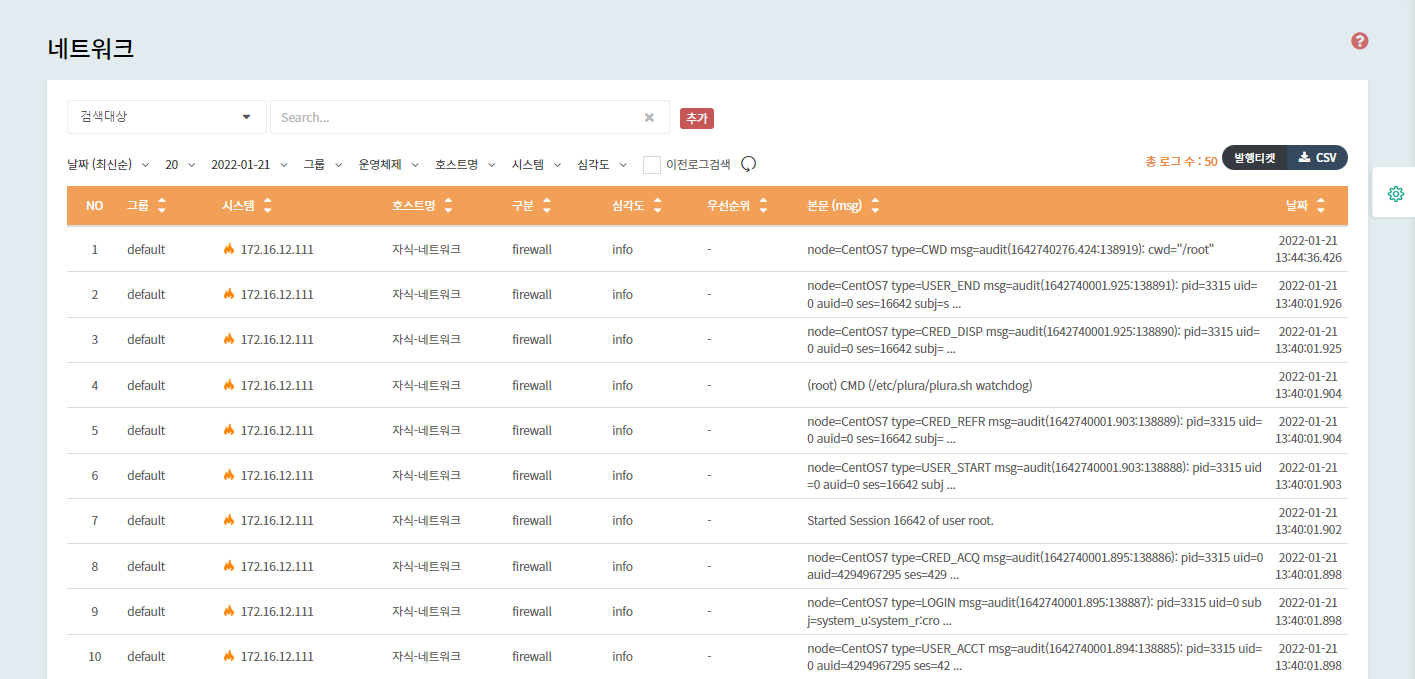 네트워크
?
검색대상 Search... 추가
날짜 (최신순) 20 2022-01-21 그룹 운영체제 호스트명 시스템 심각도 이전로그검색 총 로그 수 : 50 발행티켓 CSV
NO 그룹 시스템 호스트명 구분 심각도 우선순위 본문 (msg) 날짜
1 default 172.16.12.111 자식-네트워크 firewall info - node=CentOS7 type=CWD msg=audit(1642740276.424:138919): cwd="/root" 2022-01-21
13:44:36.426
2 default 172.16.12.111 자식-네트워크 firewall info - node=CentOS7 type=USER_END msg=audit(1642740001.925:138891): pid=3315 uid= 2022-01-21
0 auid=0 ses=16642 subj=s ... 13:40:01.926
3 default 172.16.12.111 자식-네트워크 firewall info - node=CentOS7 type=CRED_DISP msg=audit(1642740001.925:138890): pid=3315 uid= 2022-01-21
0 auid=0 ses=16642 subj= ... 13:40:01.925
4 default 172.16.12.111 자식-네트워크 firewall info - (root) CMD (/etc/plura/plura.sh watchdog) 2022-01-21
13:40:01.904
5 default 172.16.12.111 자식-네트워크 firewall info - node=CentOS7 type=CRED_REFR msg=audit(1642740001.903:138889): pid=3315 uid= 2022-01-21
0 auid=0 ses=16642 subj= ... 13:40:01.904
6 default 172.16.12.111 자식-네트워크 firewall info - node=CentOS7 type=USER_START msg=audit(1642740001.903:138888): pid=3315 uid 2022-01-21
=0 auid=0 ses=16642 subj ... 13:40:01.903
7 default 172.16.12.111 자식-네트워크 firewall info - Started Session 16642 of user root. 2022-01-21
13:40:01.902
8 default 172.16.12.111 자식-네트워크 firewall info - node=CentOS7 type=CRED_ACQ msg=audit(1642740001.895:138886): pid=3315 uid=0 2022-01-21
auid=4294967295 ses=429 ... 13:40:01.898
9 default 172.16.12.111 자식-네트워크 firewall info - node=CentOS7 type=LOGIN msg=audit(1642740001.895:138887): pid=3315 uid=0 sub 2022-01-21
j=system_u:system_r:cro ... 13:40:01.898
10 default 172.16.12.111 자식-네트워크 firewall info - node=CentOS7 type=USER_ACCT msg=audit(1642740001.894:138885): pid=3315 uid= 2022-01-21
0 auid=4294967295 ses=42 ... 13:40:01.898